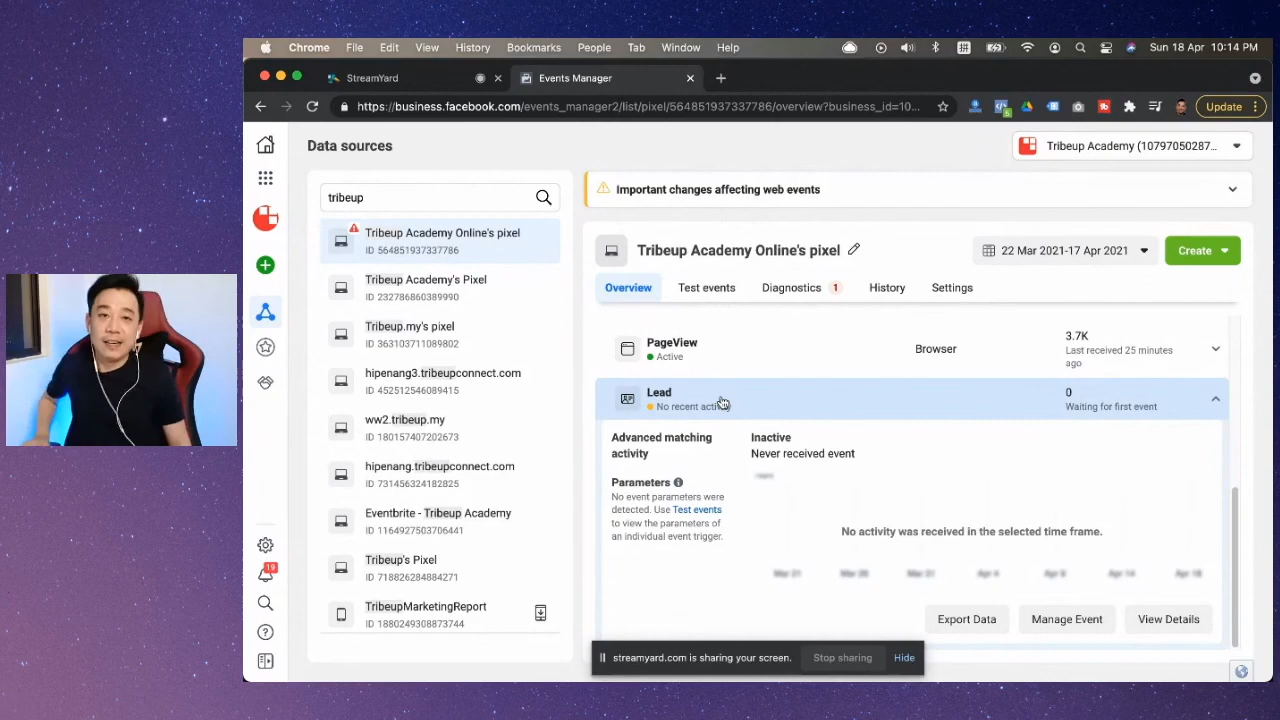 Chrome File Edit View History Bookmarks People Tab Window Help
Sun 18 Apr 10:14 PM
StreamYard
Events Manager
https://business.facebook.com/events_manager2/list/pixel/564851937337786/overview?business_id=10...
Update
Data sources
Tribeup Academy (10797050287...
tribeup
Tribeup Academy Online's pixel
ID 564851937337786
Tribeup Academy's Pixel
ID 232786860389990
Tribeup.my's pixel
ID 363103711089802
hipenang3.tribeupconnect.com
ID 452512546089415
ww2.tribeup.my
ID 180157407202673
hipenang.tribeupconnect.com
ID 731456324182825
Eventbrite - Tribeup Academy
ID 1164927503706441
Tribeup's Pixel
ID 718826284884271
TribeupMarketingReport
ID 1880249308873744
19
Important changes affecting web events
Tribeup Academy Online's pixel
22 Mar 2021-17 Apr 2021
Create
Overview
Test events
Diagnostics 1
History
Settings
PageView
Active
Browser
3.7K
Last received 25 minutes
ago
Lead
No recent activity
0
Waiting for first event
Advanced matching
activity
Inactive
Never received event
Parameters
No event parameters were
detected. Use Test events
to view the parameters of
an individual event trigger.
No activity was received in the selected time frame.
Export Data
Manage Event
View Details
streamyard.com is sharing your screen.
Stop sharing
Hide